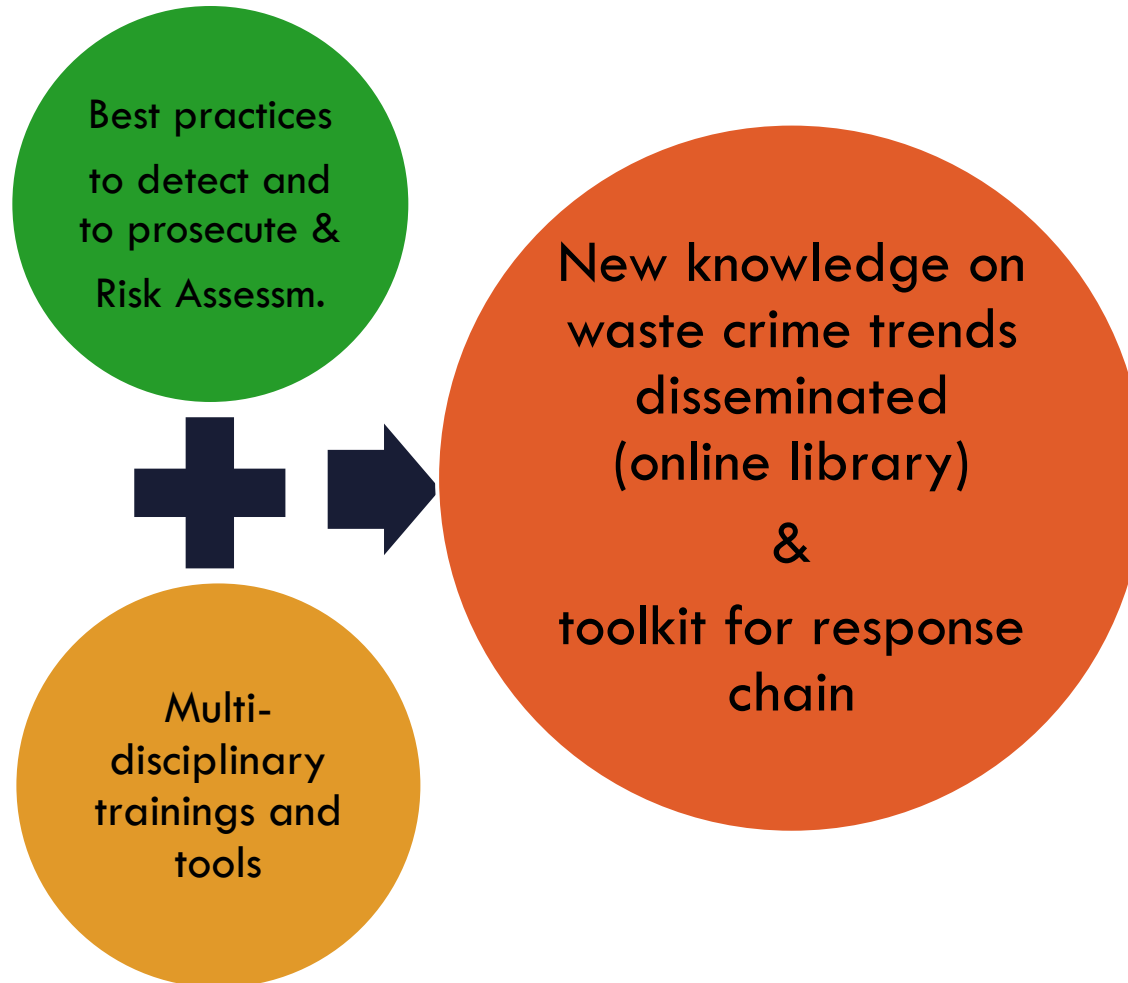 Best practices
to detect and
to prosecute &
Risk Assessm.
Multi-
disciplinary
trainings and
tools
New knowledge on
waste crime trends
disseminated
(online library)
&
toolkit for response
chain